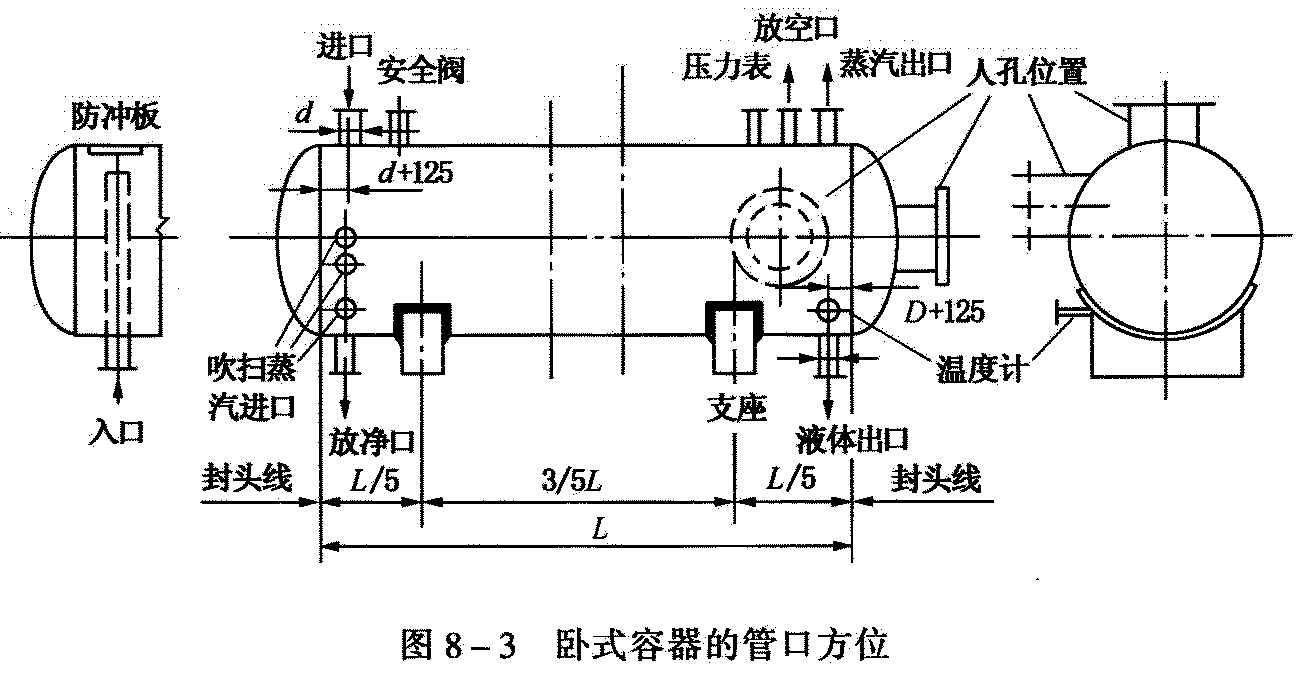 放空口
进口
安全阀
压力表
蒸汽出口
人孔位置
防冲板
d
d+125
D+125
吹扫蒸
汽进口
温度计
入口
放净口
支座
液体出口
封头线
L/5
3/5L
L/5
封头线
L
图 8-3 卧式容器的管口方位